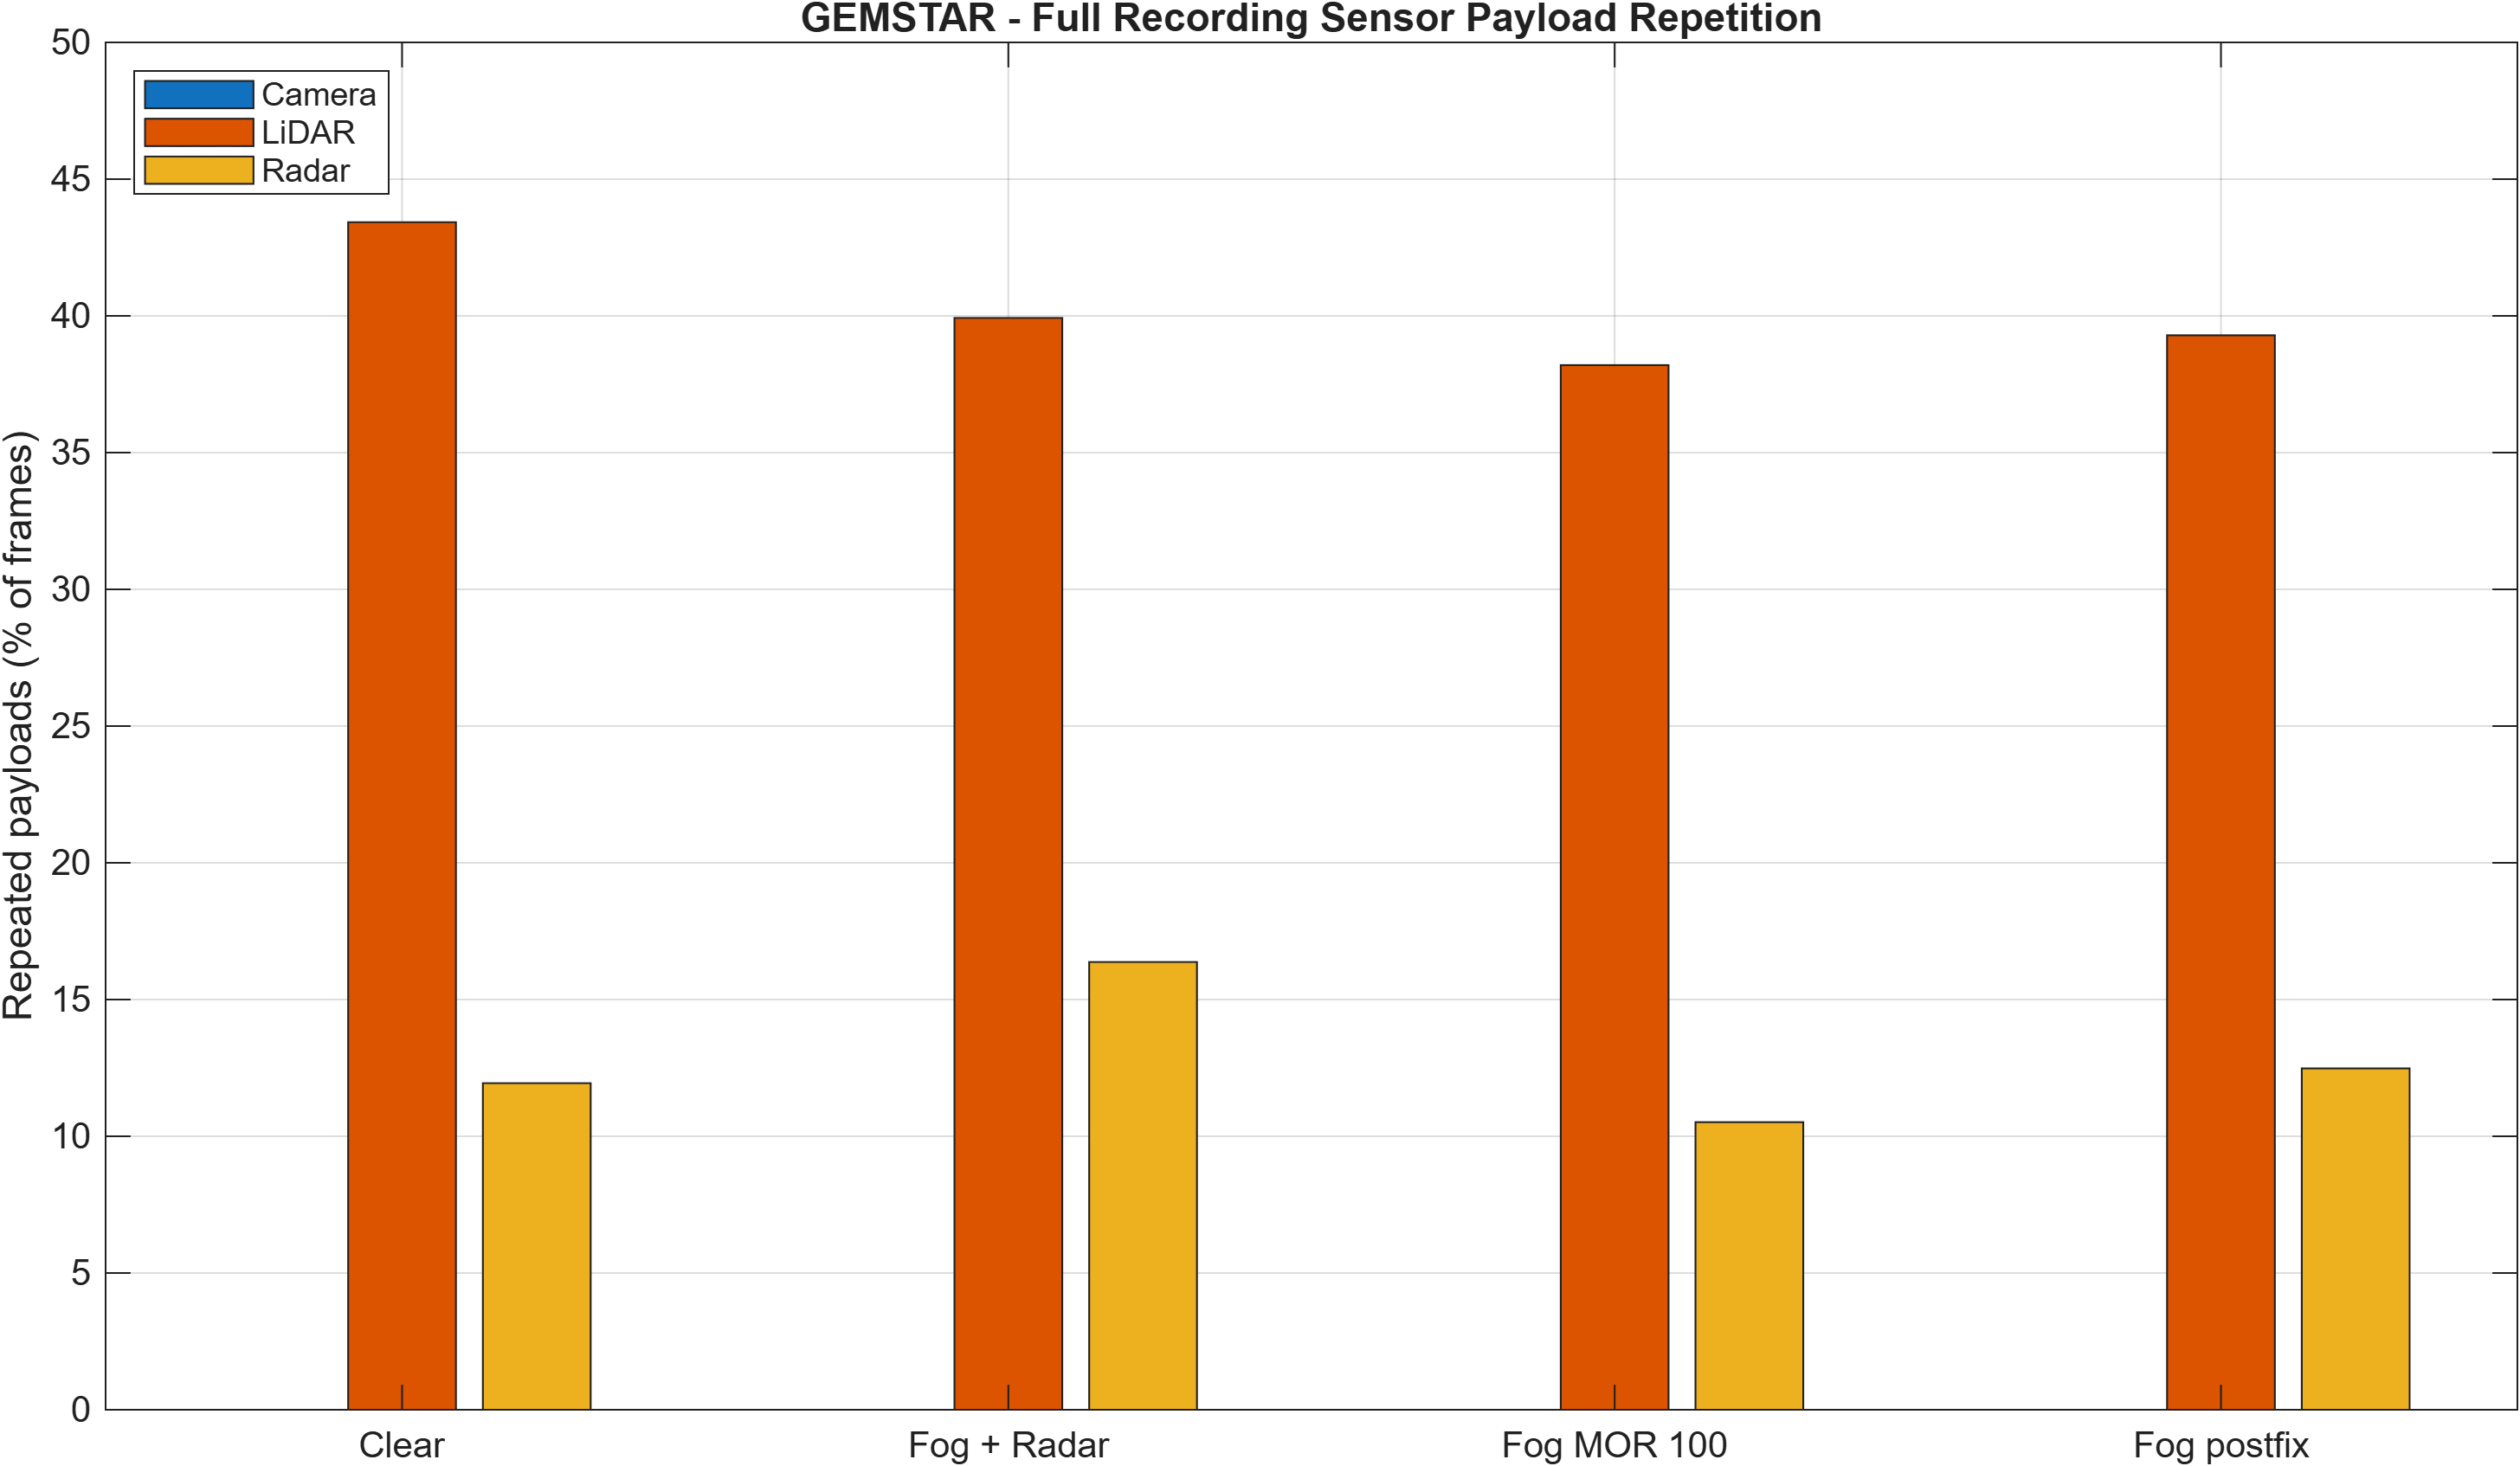 GEMSTAR - Full Recording Sensor Payload Repetition
Camera
LiDAR
Radar
Repeated payloads (% of frames)
50
45
40
35
30
25
20
15
10
5
0
Clear
Fog + Radar
Fog MOR 100
Fog postfix